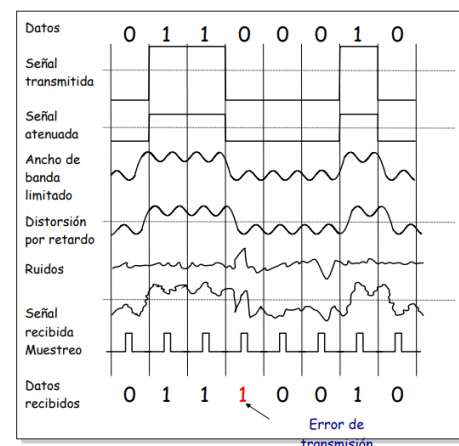 Datos 0 1 1 0 0 0 1 0
Señal
transmitida
Señal
atenuada
Ancho de
banda
limitado
Distorsión
por retardo
Ruidos
Señal
recibida
Muestreo
Datos
recibidos
0 1 1 1 0 0 1 0
Error de
transmisión